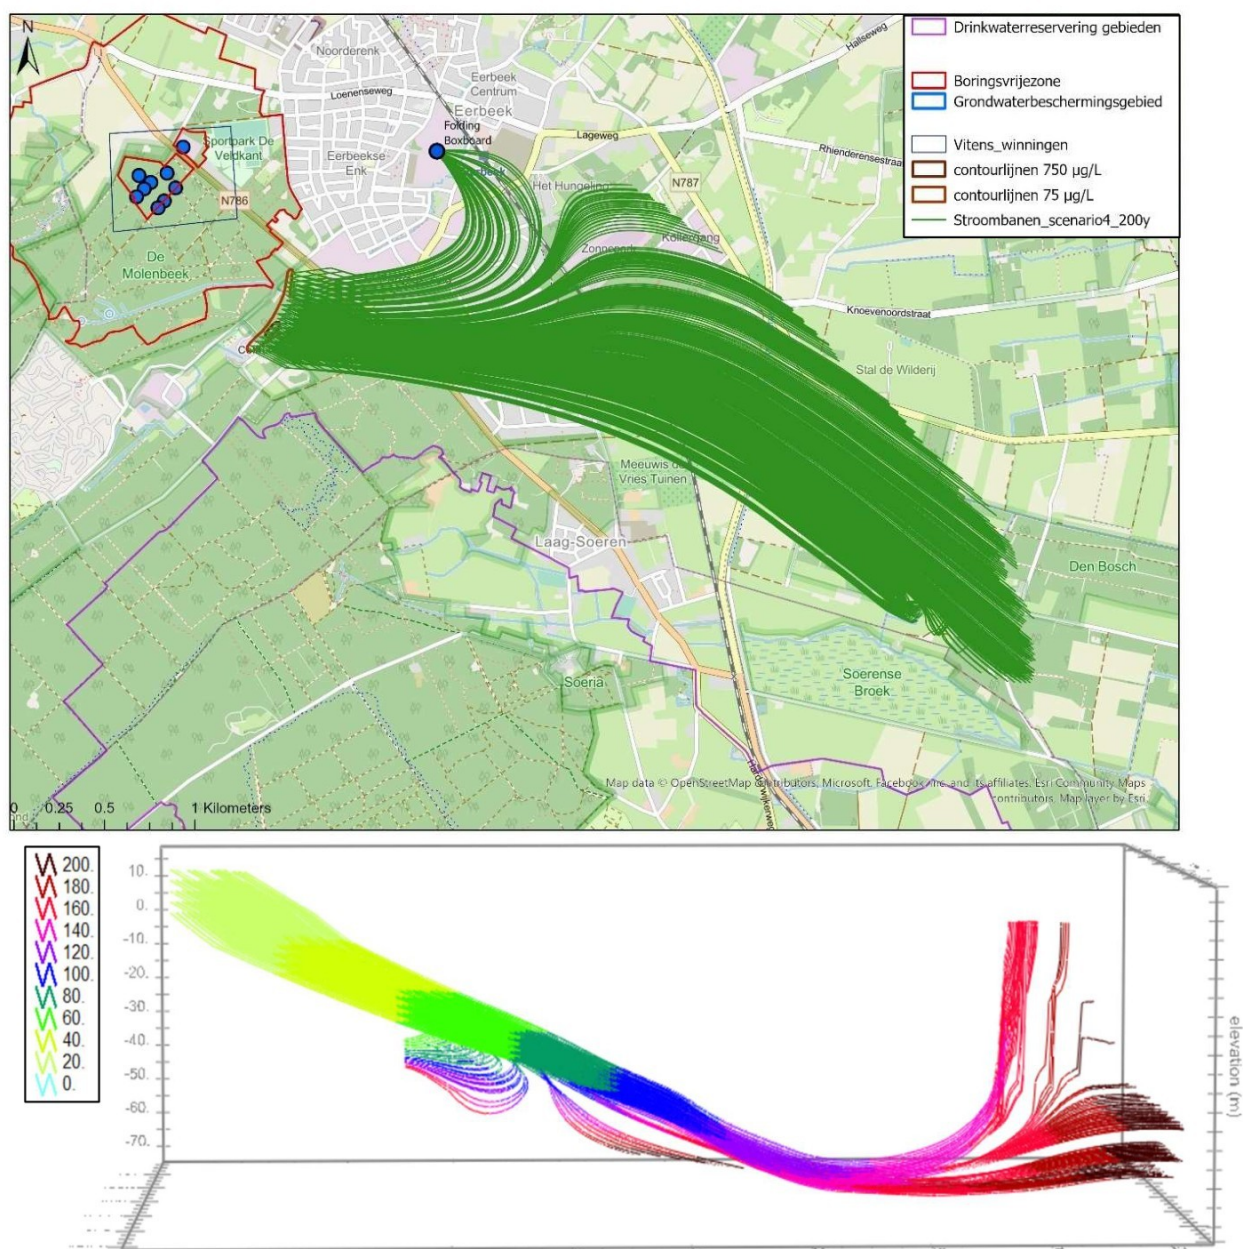 N
Noorderenk
Hallseweg
Eerbeek
Centrum
Loenenseweg
Eerbeek
Folding
Boxboard
Lageweg
Sportpark De
Veldkant
Eerbeekse
Enk
Rhienderensestraat
Het Hungeling
N787
N786
Kollergang
De
Molenbeek
Knoevenoordstraat
Stal de Wilderij
Meeuwis de
Vries Tuinen
Laag-Soeren
Den Bosch
Soeria
Soerense
Broek
Map data © OpenStreetMap contributors, Microsoft, Facebook, Inc. and its affiliates, Esri Community Maps
contributors, Map layer by Esri
0 0.25 0.5 1 Kilometers
Drinkwaterreservering gebieden
Boringsvrijezone
Grondwaterbeschermingsgebied
Vitens_winningen
contourlijnen 750 µg/L
contourlijnen 75 µg/L
Stroombanen_scenario4_200y
200.
180.
160.
140.
120.
100.
80.
60.
40.
20.
0.
10.
0.
-10.
-20.
-30.
-40.
-50.
-60.
-70.
elevation (m)